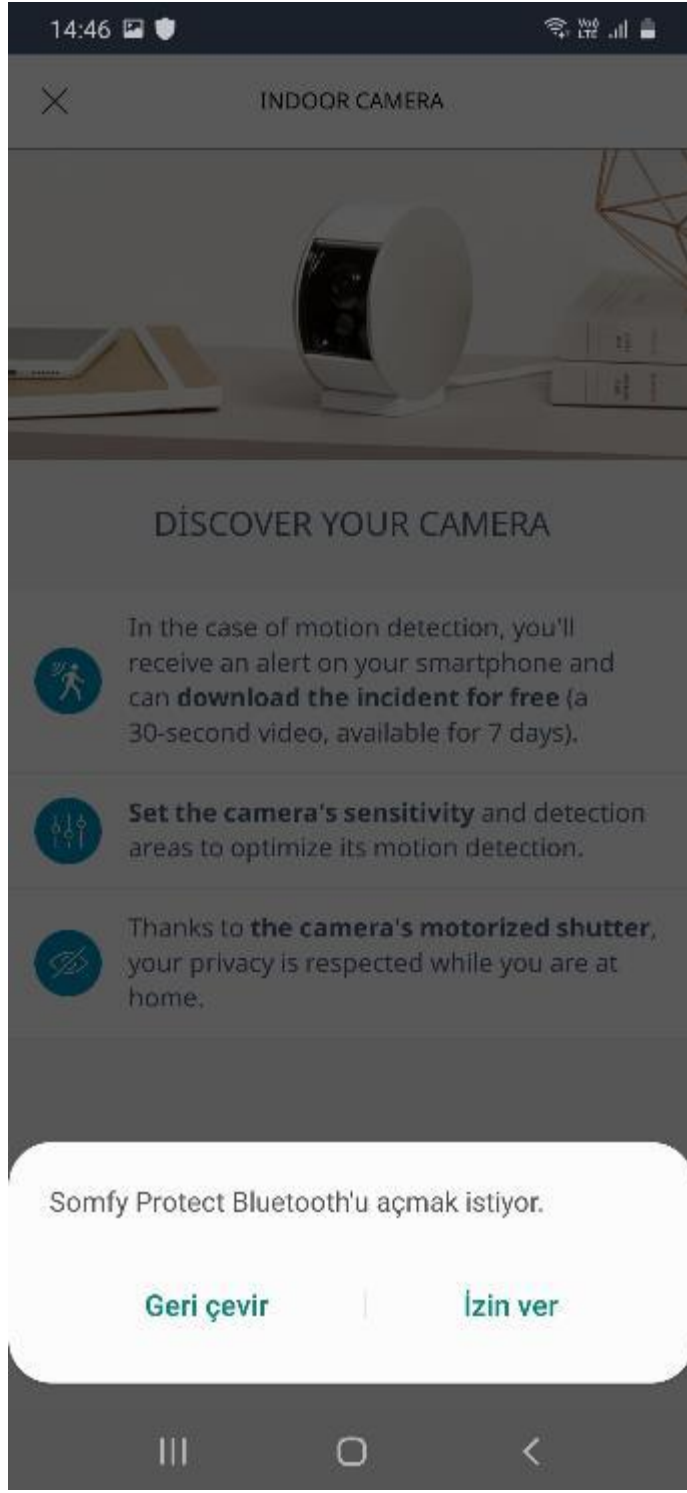 14:46
INDOOR CAMERA
DİSCOVER YOUR CAMERA
In the case of motion detection, you'll
receive an alert on your smartphone and
can download the incident for free (a
30-second video, available for 7 days).
Set the camera's sensitivity and detection
areas to optimize its motion detection.
Thanks to the camera's motorized shutter,
your privacy is respected while you are at
home.
Somfy Protect Bluetooth'u açmak istiyor.
Geri çevir
İzin ver